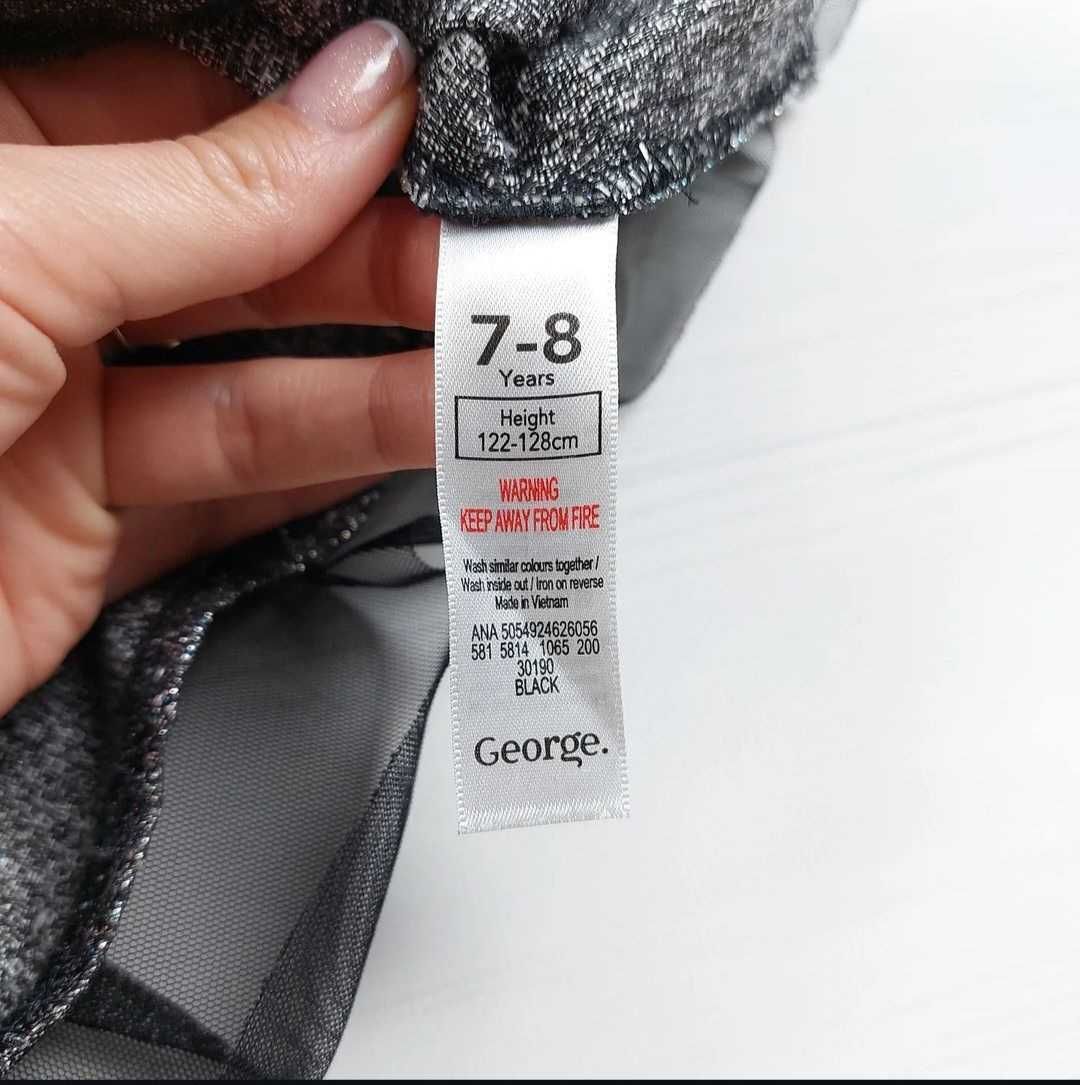 7-8
Years
Height
122-128cm
WARNING
KEEP AWAY FROM FIRE
Wash similar colours together /
Wash inside out / Iron on reverse
Made in Vietnam
ANA 5054924626056
581 5814 1065 200
30190
BLACK
George.